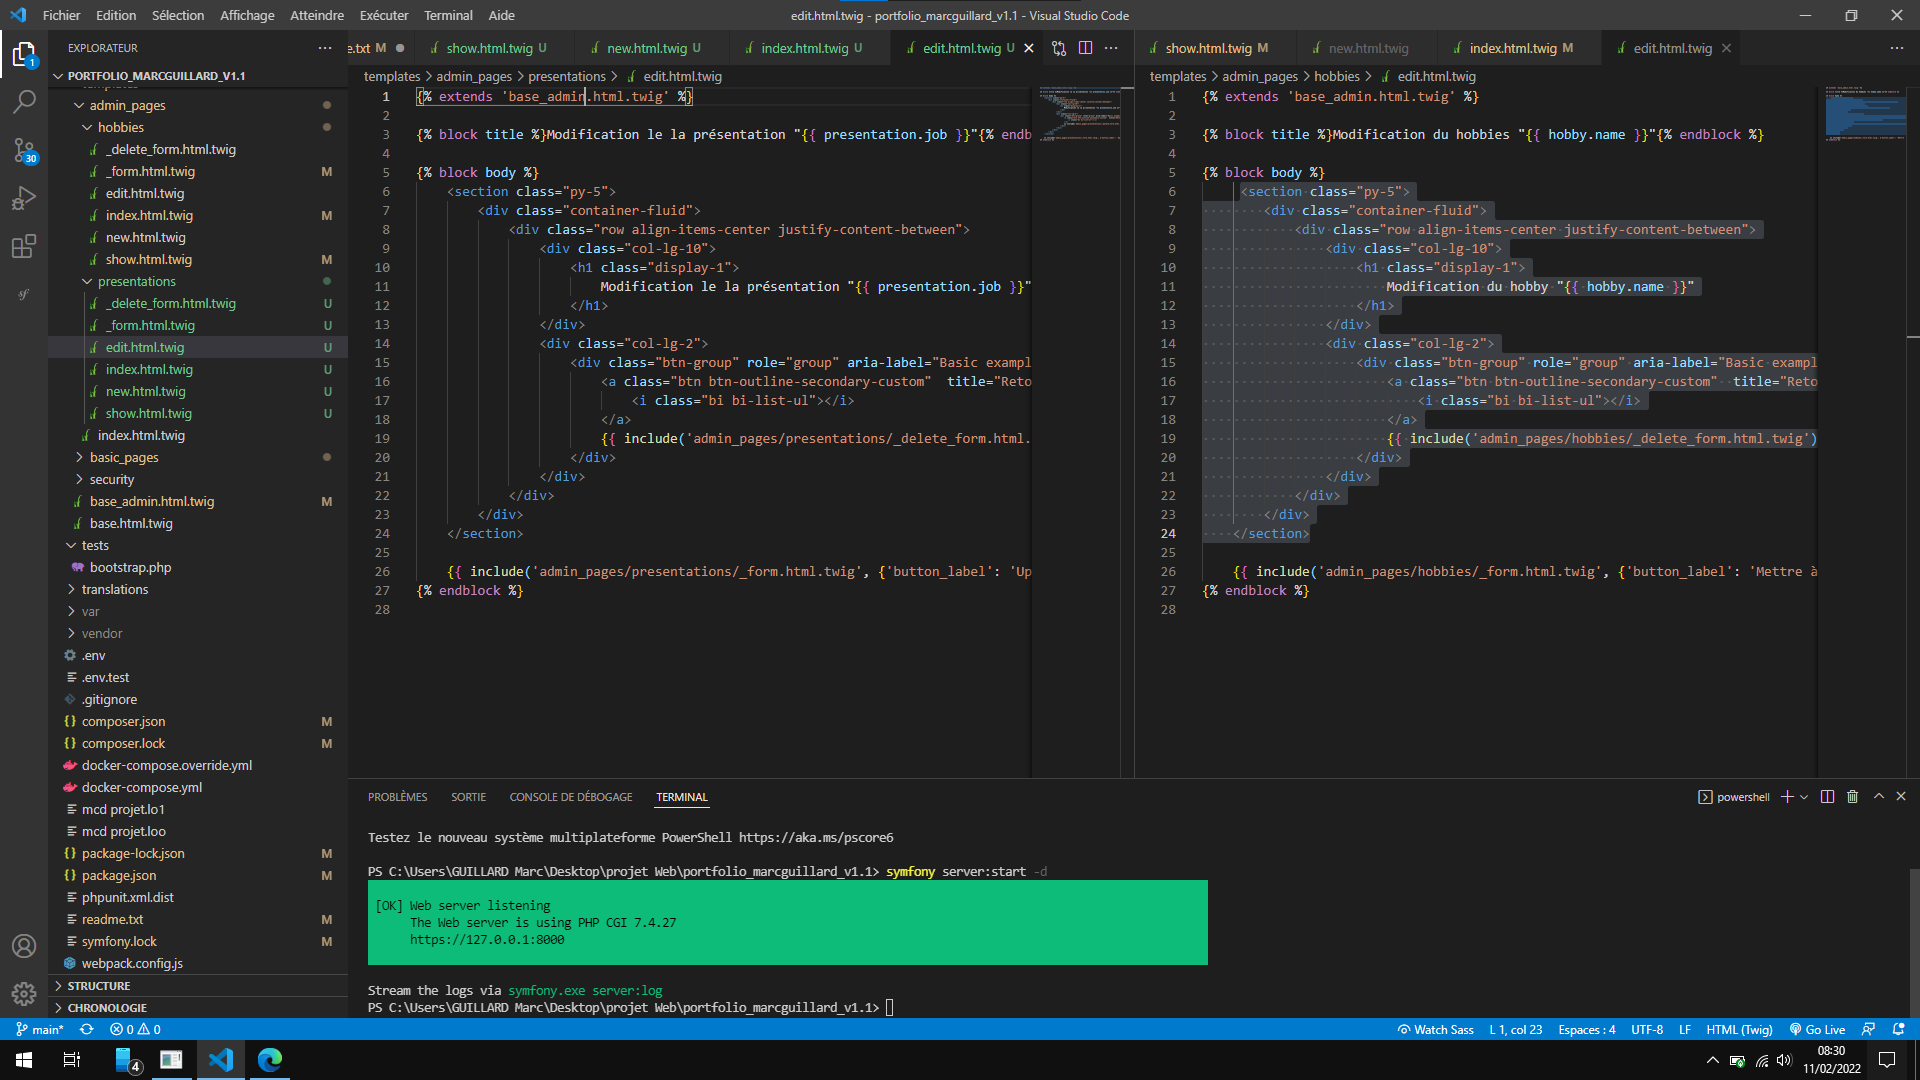 Fichier Edition Sélection Affichage Atteindre Exécuter Terminal Aide
edit.html.twig - portfolio_marcguillard_v1.1 - Visual Studio Code
EXPLORATEUR
PORTFOLIO_MARCGUILLARD_V1.1
admin_pages
hobbies
_delete_form.html.twig
_form.html.twig M
edit.html.twig
index.html.twig M
new.html.twig
show.html.twig M
presentations
_delete_form.html.twig U
_form.html.twig U
edit.html.twig U
index.html.twig U
new.html.twig U
show.html.twig U
index.html.twig
basic_pages
security
base_admin.html.twig M
base.html.twig
tests
bootstrap.php
translations
var
vendor
.env
.env.test
.gitignore
composer.json M
composer.lock M
docker-compose.override.yml
docker-compose.yml
mcd projet.lo1
mcd projet.loo
package-lock.json M
package.json M
phpunit.xml.dist
readme.txt M
symfony.lock M
webpack.config.js
STRUCTURE
CHRONOLOGIE
1
30
e.txt M show.html.twig U new.html.twig U index.html.twig U edit.html.twig U
templates > admin_pages > presentations > edit.html.twig
1 {% extends 'base_admin.html.twig' %}
2
3 {% block title %}Modification le la présentation "{{ presentation.job }}"{% endb
4
5 {% block body %}
6 <section class="py-5">
7 <div class="container-fluid">
8 <div class="row align-items-center justify-content-between">
9 <div class="col-lg-10">
10 <h1 class="display-1">
11 Modification le la présentation "{{ presentation.job }}"
12 </h1>
13 </div>
14 <div class="col-lg-2">
15 <div class="btn-group" role="group" aria-label="Basic exampl
16 <a class="btn btn-outline-secondary-custom"  title="Reto
17 <i class="bi bi-list-ul"></i>
18 </a>
19 {{ include('admin_pages/presentations/_delete_form.html.
20 </div>
21 </div>
22 </div>
23 </div>
24 </section>
25
26 {{ include('admin_pages/presentations/_form.html.twig', {'button_label': 'Up
27 {% endblock %}
28
show.html.twig M new.html.twig index.html.twig M edit.html.twig
templates > admin_pages > hobbies > edit.html.twig
1 {% extends 'base_admin.html.twig' %}
2
3 {% block title %}Modification du hobbies "{{ hobby.name }}"{% endblock %}
4
5 {% block body %}
6 <section class="py-5">
7 <div class="container-fluid">
8 <div class="row align-items-center justify-content-between">
9 <div class="col-lg-10">
10 <h1 class="display-1">
11 Modification du hobby "{{ hobby.name }}"
12 </h1>
13 </div>
14 <div class="col-lg-2">
15 <div class="btn-group" role="group" aria-label="Basic exampl
16 <a class="btn btn-outline-secondary-custom"  title="Reto
17 <i class="bi bi-list-ul"></i>
18 </a>
19 {{ include('admin_pages/hobbies/_delete_form.html.twig')
20 </div>
21 </div>
22 </div>
23 </div>
24 </section>
25
26 {{ include('admin_pages/hobbies/_form.html.twig', {'button_label': 'Mettre à
27 {% endblock %}
28
PROBLÈMES SORTIE CONSOLE DE DÉBOGAGE TERMINAL
powershell
Testez le nouveau système multiplateforme PowerShell https://aka.ms/pscore6
PS C:\Users\GUILLARD Marc\Desktop\projet Web\portfolio_marcguillard_v1.1> symfony server:start -d
[OK] Web server listening
The Web server is using PHP CGI 7.4.27
https://127.0.0.1:8000
Stream the logs via symfony.exe server:log
PS C:\Users\GUILLARD Marc\Desktop\projet Web\portfolio_marcguillard_v1.1>
main* 0 0
Watch Sass L 1, col 23 Espaces : 4 UTF-8 LF HTML (Twig) Go Live
4
08:30
11/02/2022